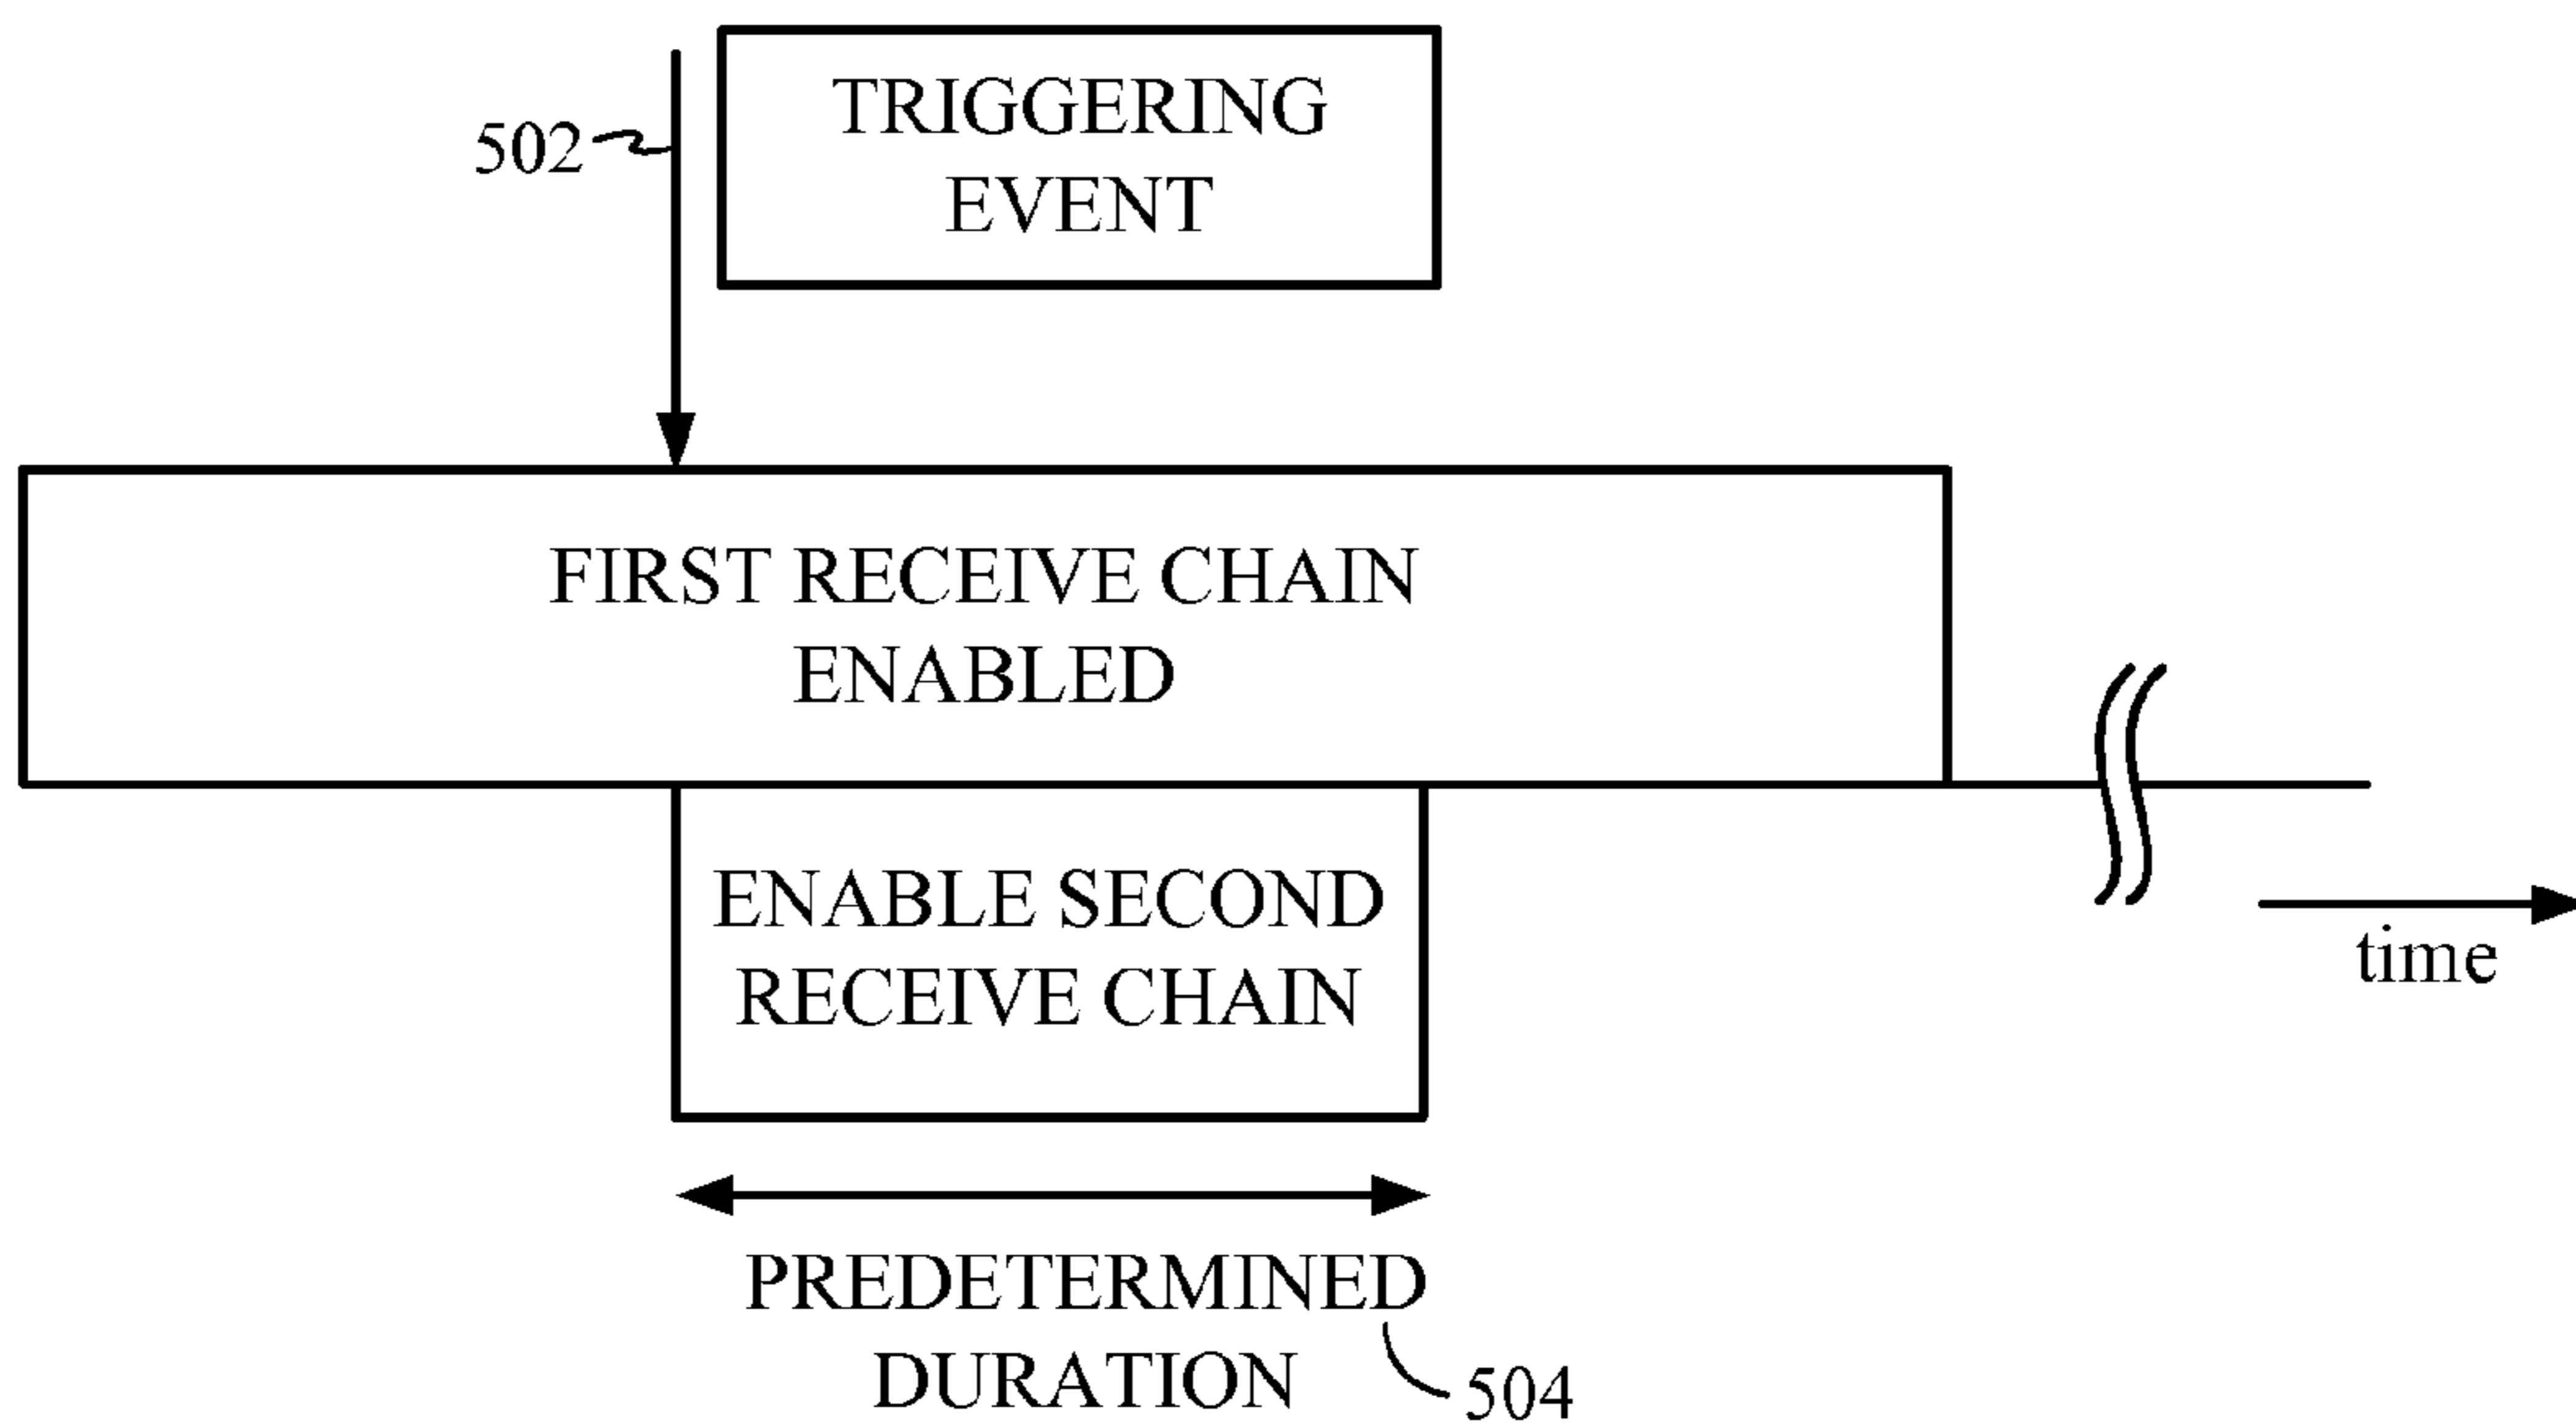 502
TRIGGERING
EVENT
FIRST RECEIVE CHAIN
ENABLED
ENABLE SECOND
RECEIVE CHAIN
time
PREDETERMINED
DURATION
504